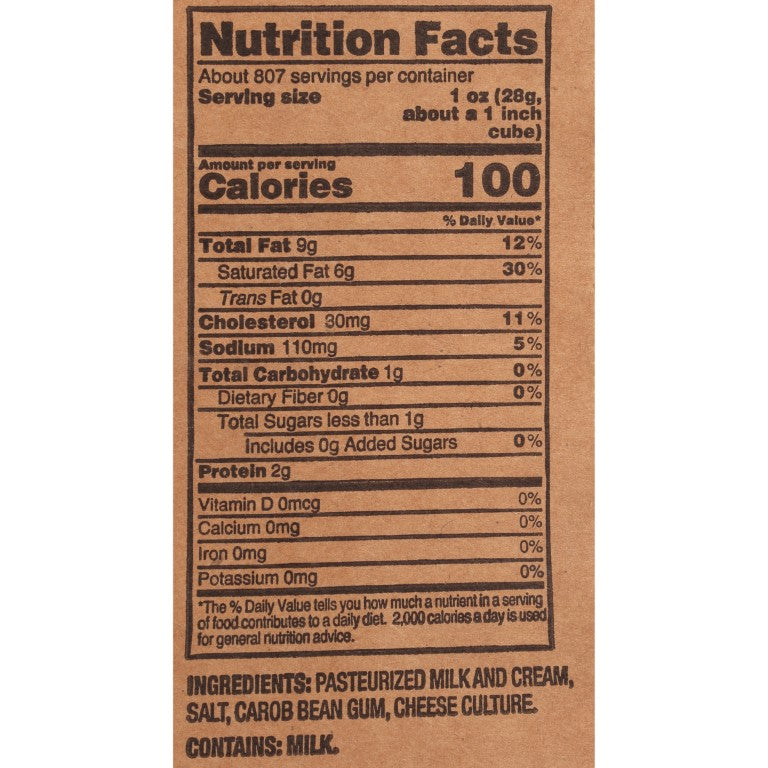 Nutrition Facts
About 807 servings per container
Serving size 1 oz (28g,
about a 1 inch
cube)
Amount per serving
Calories 100
% Daily Value*
Total Fat 9g 12%
Saturated Fat 6g 30%
Trans Fat 0g
Cholesterol 30mg 11%
Sodium 110mg 5%
Total Carbohydrate 1g 0%
Dietary Fiber 0g 0%
Total Sugars less than 1g
Includes 0g Added Sugars 0%
Protein 2g
Vitamin D 0mcg 0%
Calcium 0mg 0%
Iron 0mg 0%
Potassium 0mg 0%
*The % Daily Value tells you how much a nutrient in a serving
of food contributes to a daily diet. 2,000 calories a day is used
for general nutrition advice.
INGREDIENTS: PASTEURIZED MILK AND CREAM,
SALT, CAROB BEAN GUM, CHEESE CULTURE.
CONTAINS: MILK.